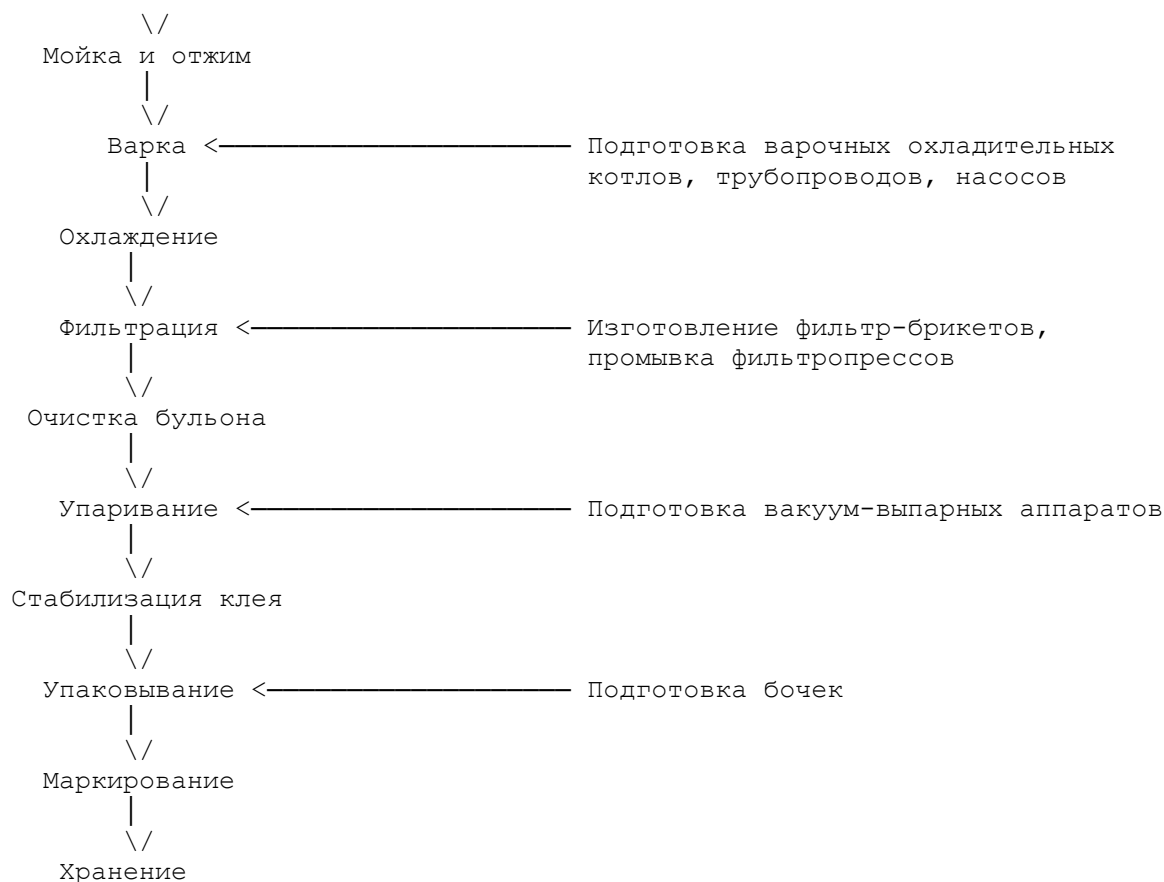 Мойка и отжим
Варка <────────────────────── Подготовка варочных охладительных
котлов, трубопроводов, насосов
Охлаждение
Фильтрация <──────────────────── Изготовление фильтр-брикетов,
промывка фильтропрессов
Очистка бульона
Упаривание <──────────────────── Подготовка вакуум-выпарных аппаратов
Стабилизация клея
Упаковывание <─────────────────── Подготовка бочек
Маркирование
Хранение